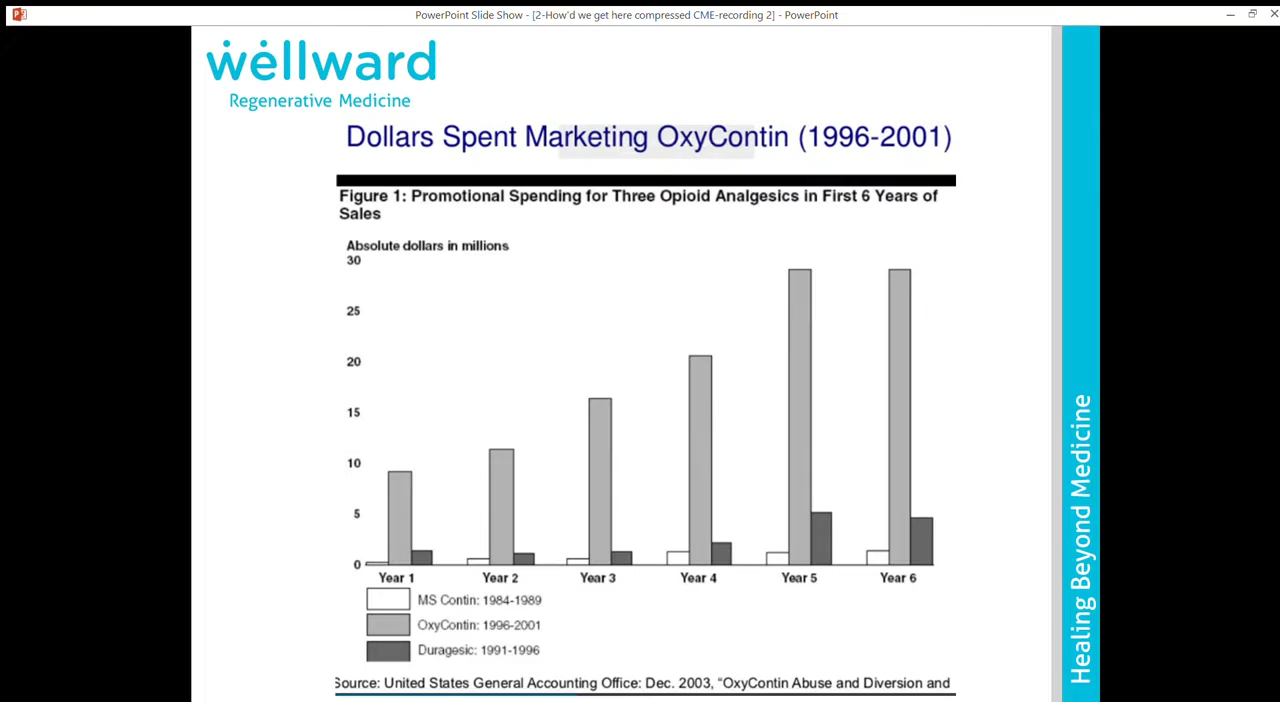 PowerPoint Slide Show - [2-How'd we get here compressed CME-recording 2] - PowerPoint
wellward
Regenerative Medicine
Dollars Spent Marketing OxyContin (1996-2001)
Figure 1: Promotional Spending for Three Opioid Analgesics in First 6 Years of
Sales
Absolute dollars in millions
30
25
20
15
10
5
0
Year 1 Year 2 Year 3 Year 4 Year 5 Year 6
MS Contin: 1984-1989
OxyContin: 1996-2001
Duragesic: 1991-1996
Source: United States General Accounting Office: Dec. 2003, “OxyContin Abuse and Diversion and
Healing Beyond Medicine